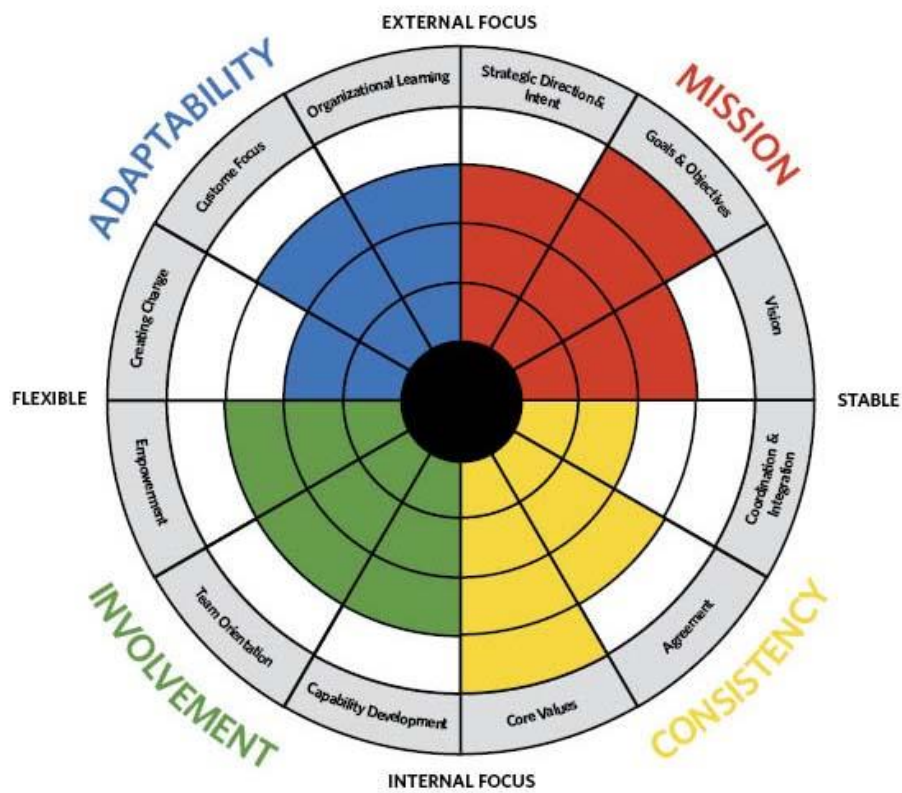 EXTERNAL FOCUS
ADAPTABILITY
MISSION
Organizational Learning
Strategic Direction &
Intent
Custome Focus
Goals & Objectives
Creating Change
Vision
FLEXIBLE
STABLE
Empowerment
Coordination &
Integration
Team Orientation
Agreement
Capability Development
Core Values
INVOLVEMENT
CONSISTENCY
INTERNAL FOCUS